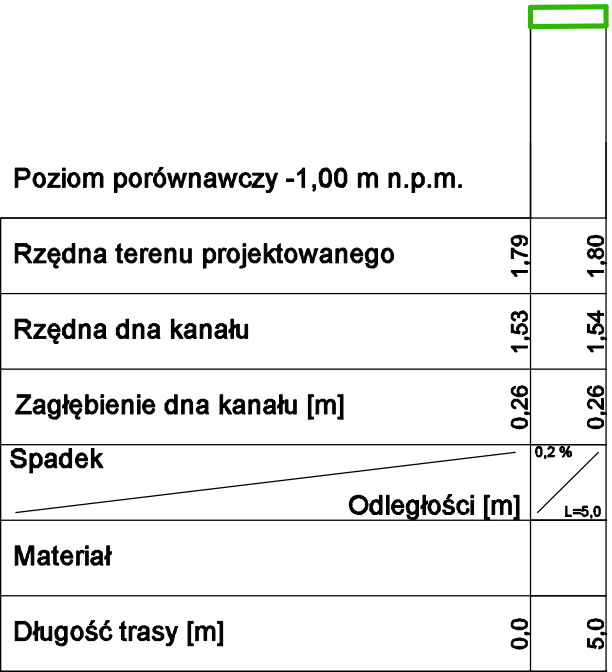 Poziom porównawczy -1,00 m n.p.m.
Rzędna terenu projektowanego 1,79 1,80
Rzędna dna kanału 1,53 1,54
Zagłębienie dna kanału [m] 0,26 0,26
Spadek 0,2 %
Odległości [m] L=5,0
Materiał
Długość trasy [m] 0,0 5,0